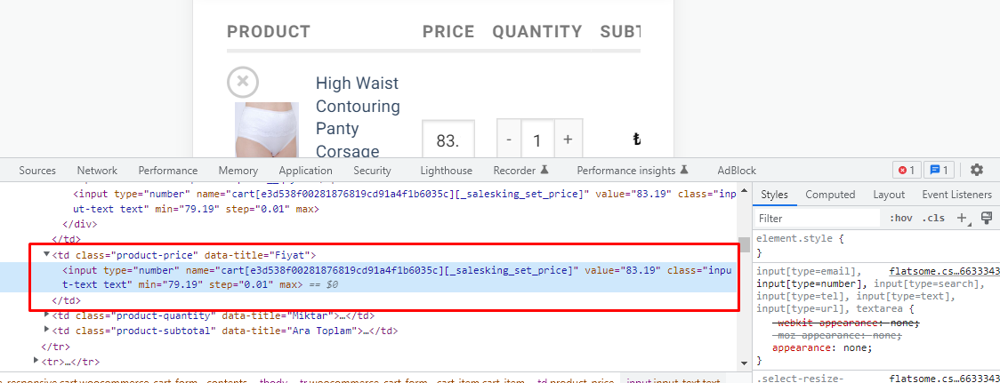 PRODUCT PRICE QUANTITY SUBT
High Waist
Contouring
Panty
Corsage
83. - 1 + ₺
Sources Network Performance Memory Application Security Lighthouse Recorder Performance insights AdBlock 1 1
<input type="number" name="cart[e3d538f00281876819cd91a4f1b6035c][_salesking_set_price]" value="83.19" class="inp
ut-text text" min="79.19" step="0.01" max>
</div>
</td>
<td class="product-price" data-title="Fiyat">
<input type="number" name="cart[e3d538f00281876819cd91a4f1b6035c][_salesking_set_price]" value="83.19" class="inpu
t-text text" min="79.19" step="0.01" max> == $0
</td>
<td class="product-quantity" data-title="Miktar">…</td>
<td class="product-subtotal" data-title="Ara Toplam">…</td>
</tr>
<tr>…</tr>
-responsive.cart.woocommerce-cart-form__contents tbody tr.woocommerce-cart-form__cart-item.cart_item td.product-price input.input-text.text
Styles Computed Layout Event Listeners
Filter :hov .cls +
element.style {
}
input[type=email], flatsome.cs…6633343
input[type=number], input[type=search],
input[type=tel], input[type=text],
input[type=url], textarea {
-webkit-appearance: none;
-moz-appearance: none;
appearance: none;
}
.select-resize- flatsome.cs…6633343